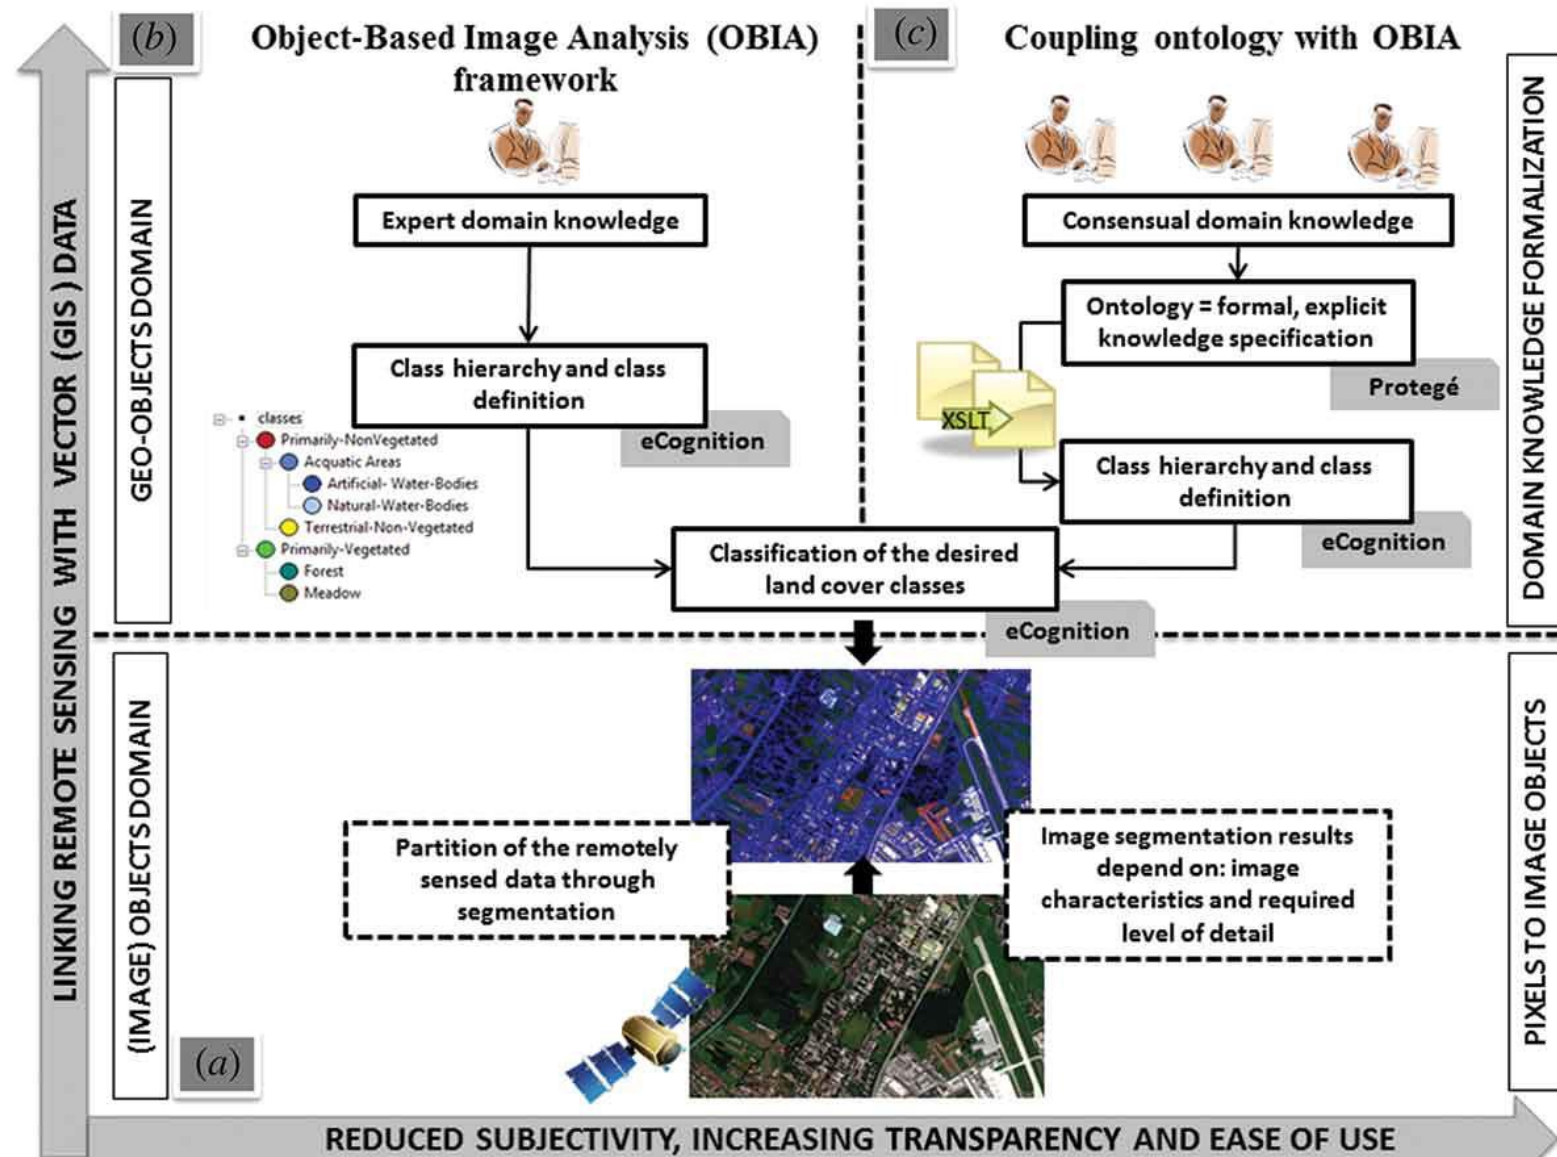 (b)
Object-Based Image Analysis (OBIA)
framework
(c)
Coupling ontology with OBIA
LINKING REMOTE SENSING WITH VECTOR (GIS ) DATA
GEO-OBJECTS DOMAIN
Expert domain knowledge
Class hierarchy and class
definition
eCognition
classes
Primarily-NonVegetated
Acquatic Areas
Artificial- Water-Bodies
Natural-Water-Bodies
Terrestrial-Non-Vegetated
Primarily-Vegetated
Forest
Meadow
Consensual domain knowledge
Ontology = formal, explicit
knowledge specification
Protegé
XSLT
Class hierarchy and class
definition
eCognition
DOMAIN KNOWLEDGE FORMALIZATION
Classification of the desired
land cover classes
eCognition
(IMAGE) OBJECTS DOMAIN
Partition of the remotely
sensed data through
segmentation
Image segmentation results
depend on: image
characteristics and required
level of detail
PIXELS TO IMAGE OBJECTS
(a)
REDUCED SUBJECTIVITY, INCREASING TRANSPARENCY AND EASE OF USE